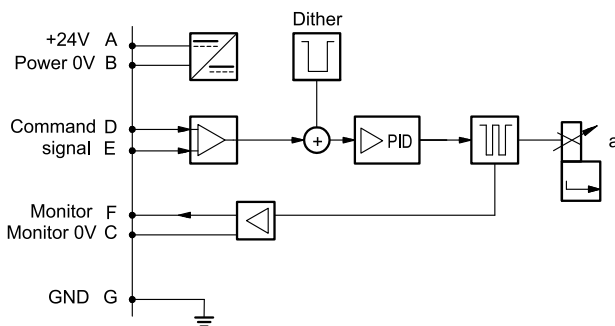 Dither
+24V A
Power 0V B
Command D
signal E
+
PID
a
Monitor F
Monitor 0V C
GND G